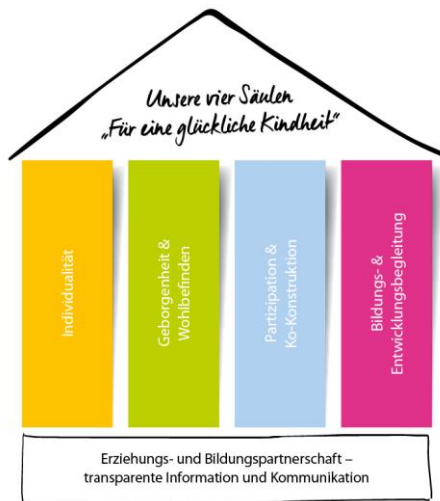 Unsere vier Säulen
„Für eine glückliche Kindheit“
Individualität
Geborgenheit &
Wohlbefinden
Partizipation &
Ko-Konstruktion
Bildungs- &
Entwicklungsbegleitung
Erziehungs- und Bildungspartnerschaft –
transparente Information und Kommunikation